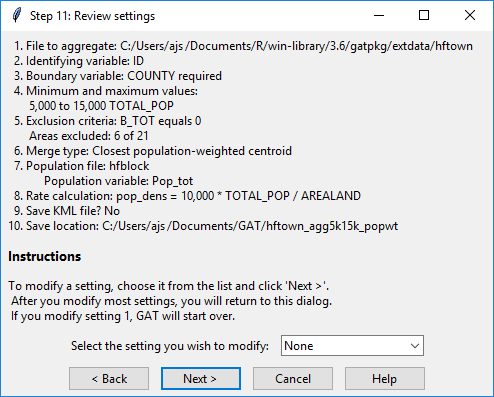 Step 11: Review settings
1. File to aggregate: C:/Users/ajs /Documents/R/win-library/3.6/gatpkg/extdata/hftown
2. Identifying variable: ID
3. Boundary variable: COUNTY required
4. Minimum and maximum values:
5,000 to 15,000 TOTAL_POP
5. Exclusion criteria: B_TOT equals 0
Areas excluded: 6 of 21
6. Merge type: Closest population-weighted centroid
7. Population file: hfblock
Population variable: Pop_tot
8. Rate calculation: pop_dens = 10,000 * TOTAL_POP / AREALAND
9. Save KML file? No
10. Save location: C:/Users/ajs /Documents/GAT/hftown_agg5k15k_popwt
Instructions
To modify a setting, choose it from the list and click 'Next >'.
After you modify most settings, you will return to this dialog.
If you modify setting 1, GAT will start over.
Select the setting you wish to modify: None
< Back Next > Cancel Help